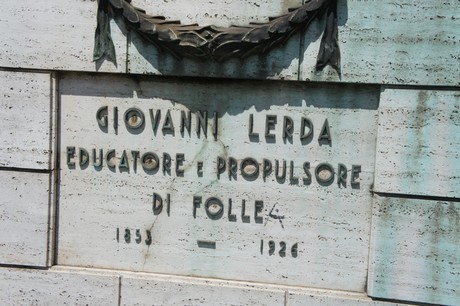 GIOVANNI LERDA
EDUCATORE E PROPULSORE
DI FOLLE
1853 — 1926